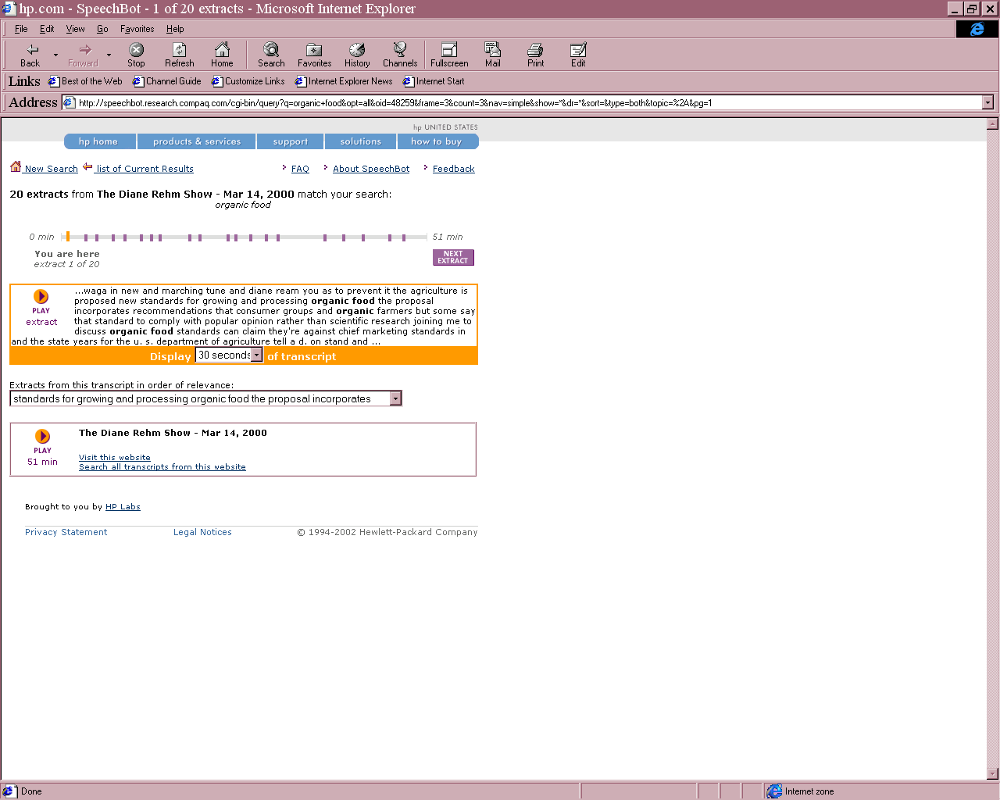 hp.com - SpeechBot - 1 of 20 extracts - Microsoft Internet Explorer
File Edit View Go Favorites Help
Back Forward Stop Refresh Home Search Favorites History Channels Fullscreen Mail Print Edit
Links Best of the Web Channel Guide Customize Links Internet Explorer News Internet Start
Address http://speechbot.research.compaq.com/cgi-bin/query?q=organic+food&opt=all&oid=48259&frame=3&count=3&nav=simple&show=*&dr=*&sort=&type=both&topic=%2A&pg=1
hp UNITED STATES
hp home products & services support solutions how to buy
New Search list of Current Results FAQ About SpeechBot Feedback
20 extracts from The Diane Rehm Show - Mar 14, 2000 match your search:
organic food
0 min 51 min
You are here
extract 1 of 20
NEXT
EXTRACT
PLAY
extract
...waga in new and marching tune and diane ream you as to prevent it the agriculture is
proposed new standards for growing and processing organic food the proposal
incorporates recommendations that consumer groups and organic farmers but some say
that standard to comply with popular opinion rather than scientific research joining me to
discuss organic food standards can claim they're against chief marketing standards in
and the state years for the u. s. department of agriculture tell a d. on stand and ...
Display 30 seconds of transcript
Extracts from this transcript in order of relevance:
standards for growing and processing organic food the proposal incorporates
PLAY
51 min
The Diane Rehm Show - Mar 14, 2000
Visit this website
Search all transcripts from this website
Brought to you by HP Labs
Privacy Statement Legal Notices © 1994-2002 Hewlett-Packard Company
Done Internet zone